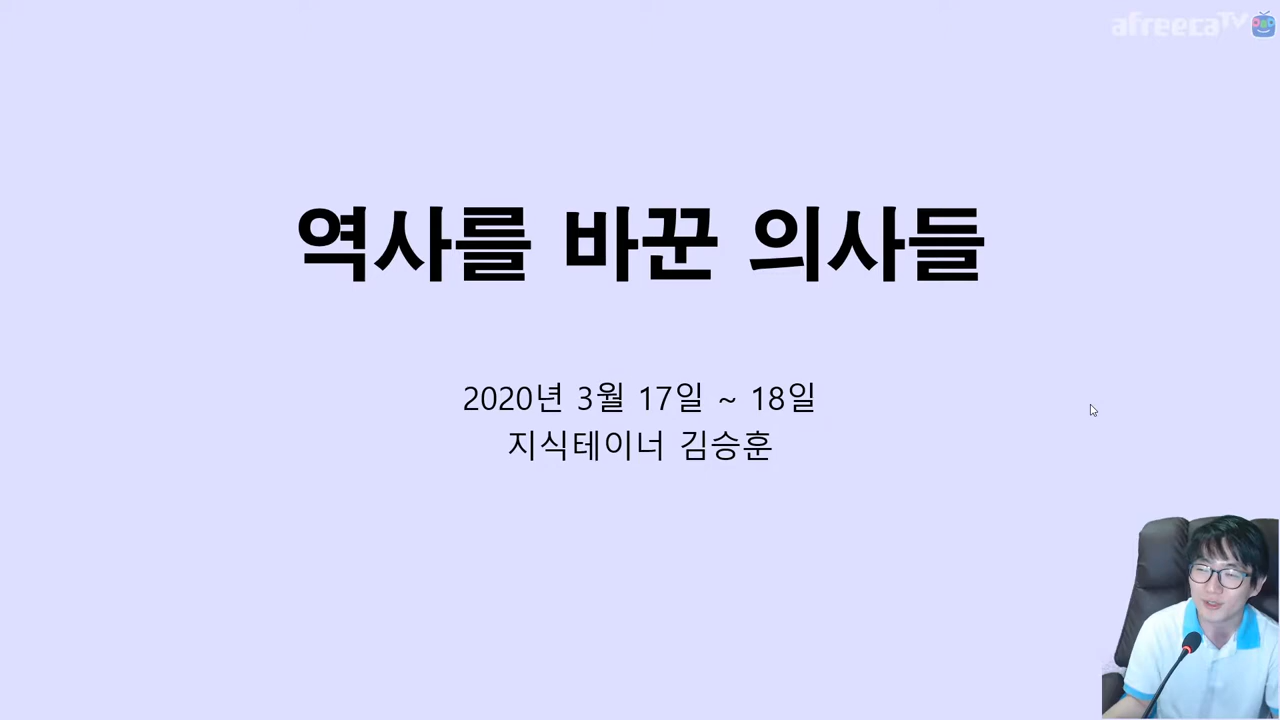 afreecaTV
역사를 바꾼 의사들
2020년 3월 17일 ~ 18일
지식테이너 김승훈